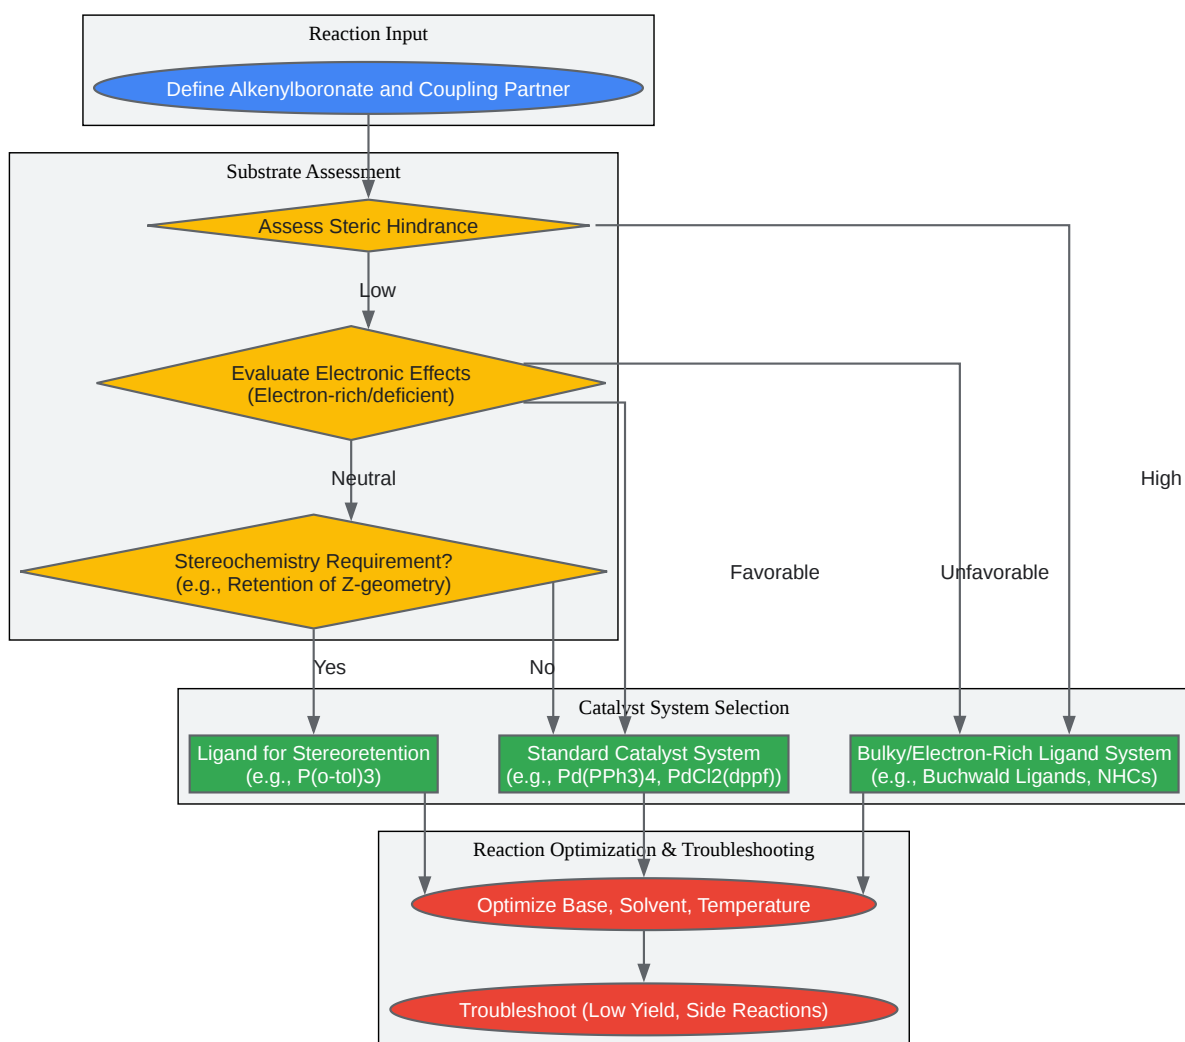 Reaction Input
Define Alkenylboronate and Coupling Partner
Substrate Assessment
Assess Steric Hindrance
Low
Evaluate Electronic Effects
(Electron-rich/deficient)
Neutral
High
Stereochemistry Requirement?
(e.g., Retention of Z-geometry)
Favorable
Unfavorable
Yes
No
Catalyst System Selection
Ligand for Stereoretention
(e.g., P(o-tol)3)
Standard Catalyst System
(e.g., Pd(PPh3)4, PdCl2(dppf))
Bulky/Electron-Rich Ligand System
(e.g., Buchwald Ligands, NHCs)
Reaction Optimization & Troubleshooting
Optimize Base, Solvent, Temperature
Troubleshoot (Low Yield, Side Reactions)